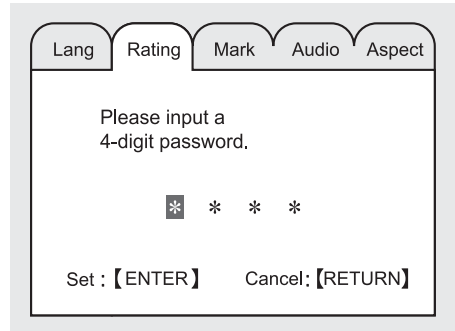 Lang Rating Mark Audio Aspect
Please input a
4-digit password.
* * * *
Set :【ENTER】 Cancel:【RETURN】